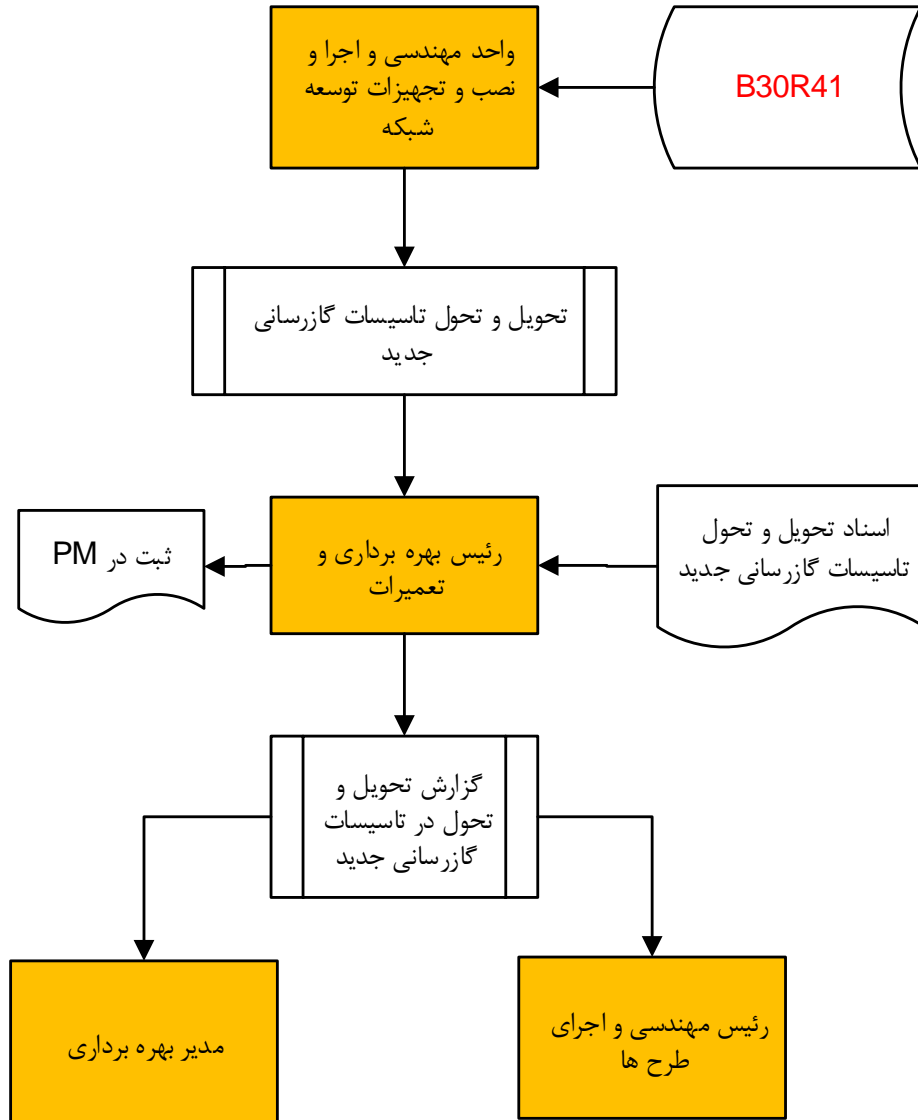 واحد مهندسی و اجرا و
نصب و تجهیزات توسعه
شبکه
B30R41
تحویل و تحول تاسیسات گازرسانی
جدید
اسناد تحویل و تحول
تاسیسات گازرسانی جدید
رئیس بهره برداری و
تعمیرات
ثبت در PM
گزارش تحویل و
تحول در تاسیسات
گازرسانی جدید
رئیس مهندسی و اجرای
طرح ها
مدیر بهره برداری